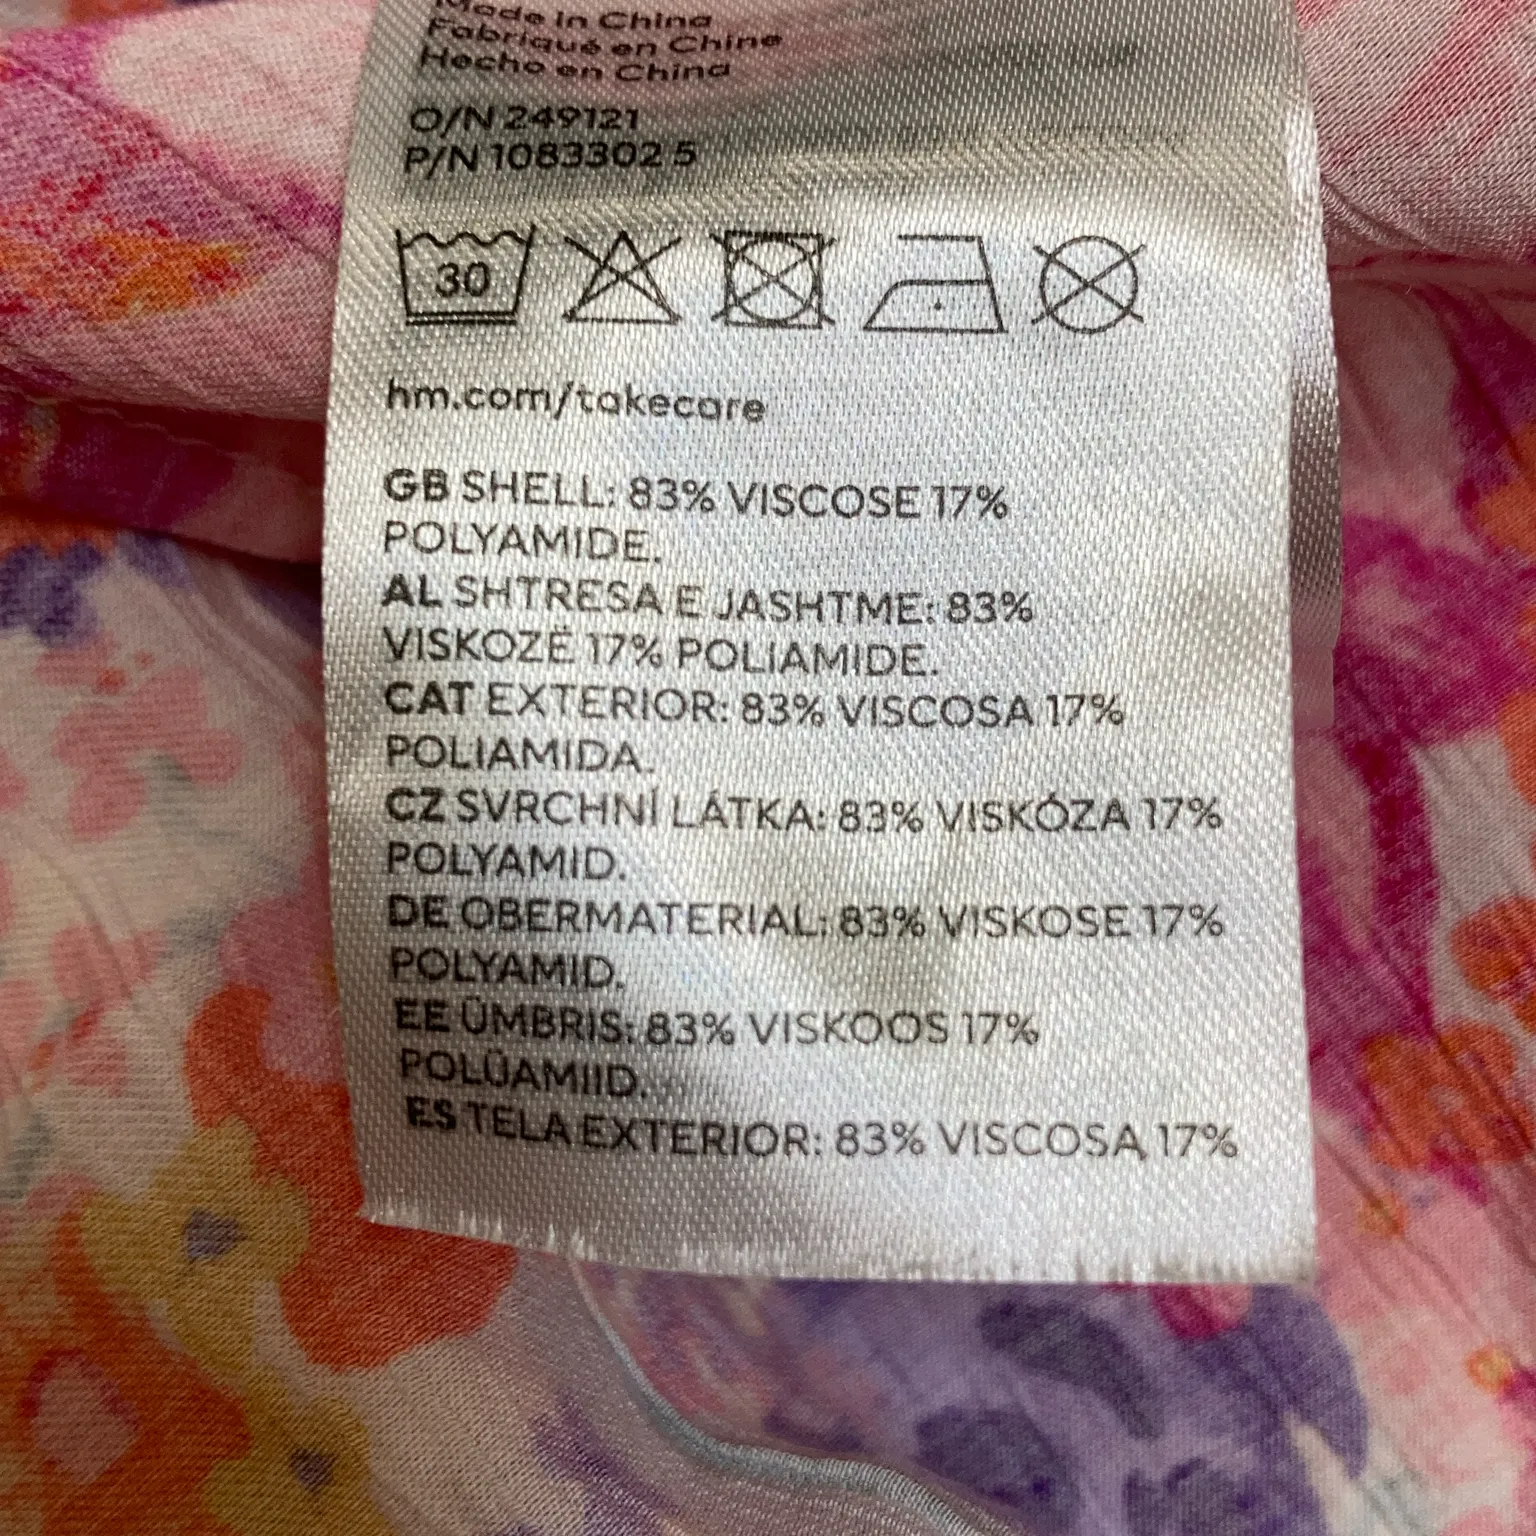 Made in China
Fabriqué en Chine
Hecho en China
O/N 249121
P/N 1083302 5
30
hm.com/takecare
GB SHELL: 83% VISCOSE 17%
POLYAMIDE.
AL SHTRESA E JASHTME: 83%
VISKOZË 17% POLIAMIDE.
CAT EXTERIOR: 83% VISCOSA 17%
POLIAMIDA.
CZ SVRCHNÍ LÁTKA: 83% VISKÓZA 17%
POLYAMID.
DE OBERMATERIAL: 83% VISKOSE 17%
POLYAMID.
EE ÜMBRIS: 83% VISKOOS 17%
POLÜAMIID.
ES TELA EXTERIOR: 83% VISCOSA 17%